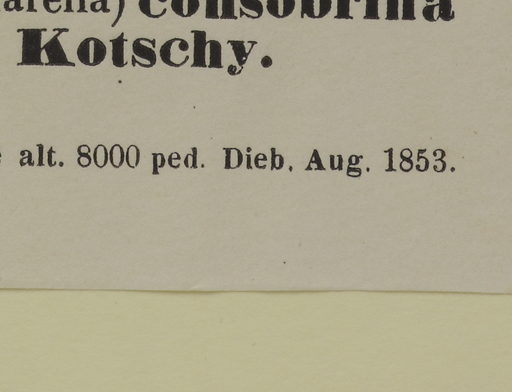 consobrina
Kotschy.
alt. 8000 ped. Dieb. Aug. 1853.